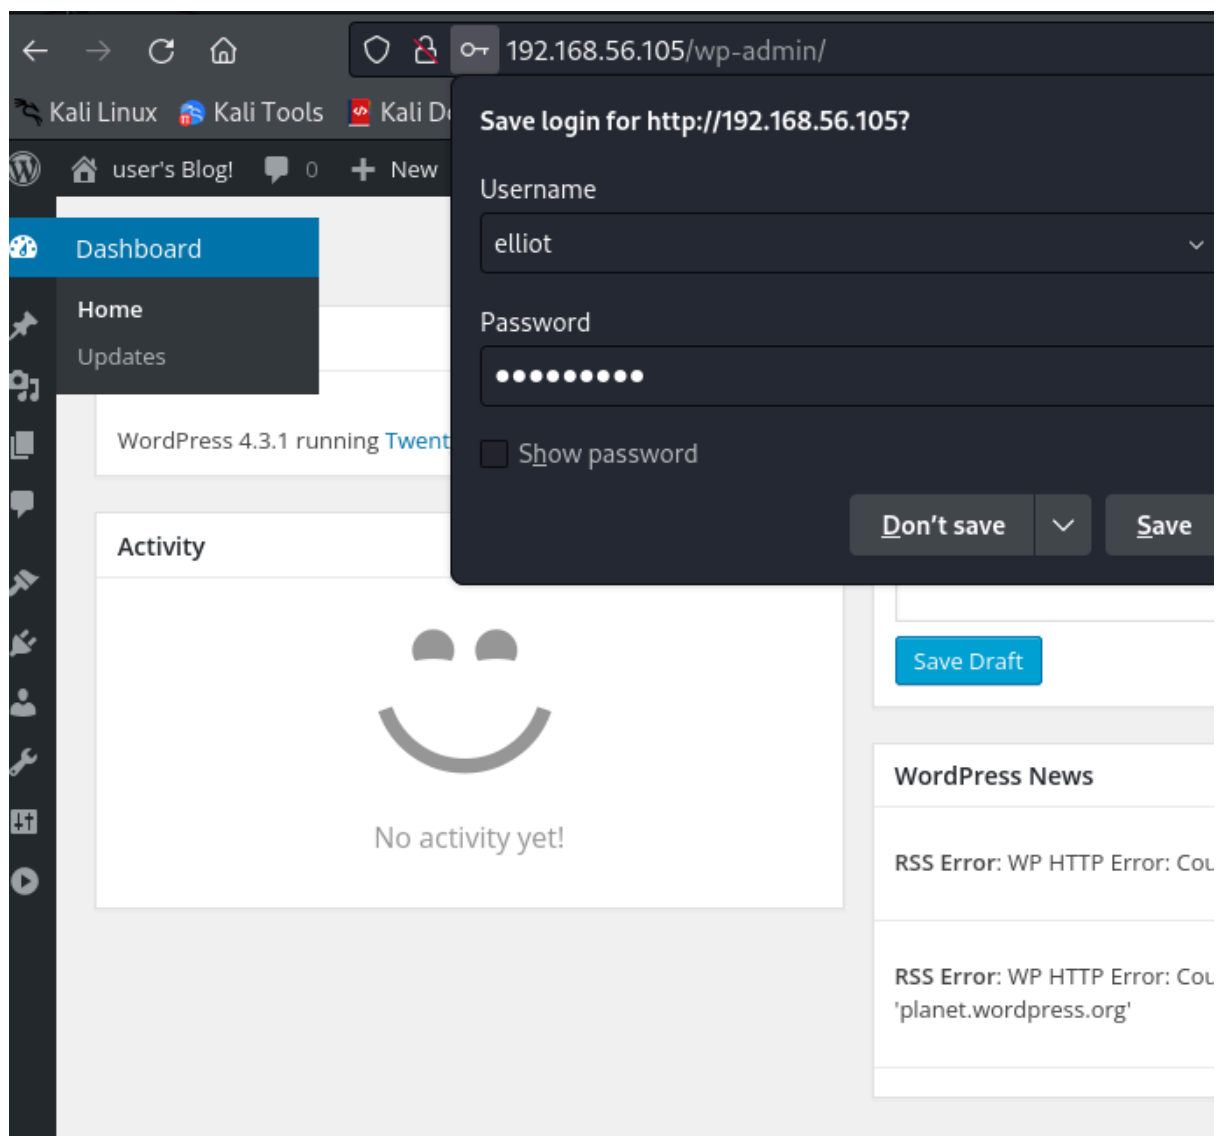 192.168.56.105/wp-admin/
Kali Linux Kali Tools Kali Do
Save login for http://192.168.56.105?
user's Blog! 0 New
Username
elliot
Dashboard
Home
Updates
Password
•••••••••
WordPress 4.3.1 running Twent
Show password
Don't save Save
Activity
Save Draft
No activity yet!
WordPress News
RSS Error: WP HTTP Error: Cou
RSS Error: WP HTTP Error: Cou
'planet.wordpress.org'